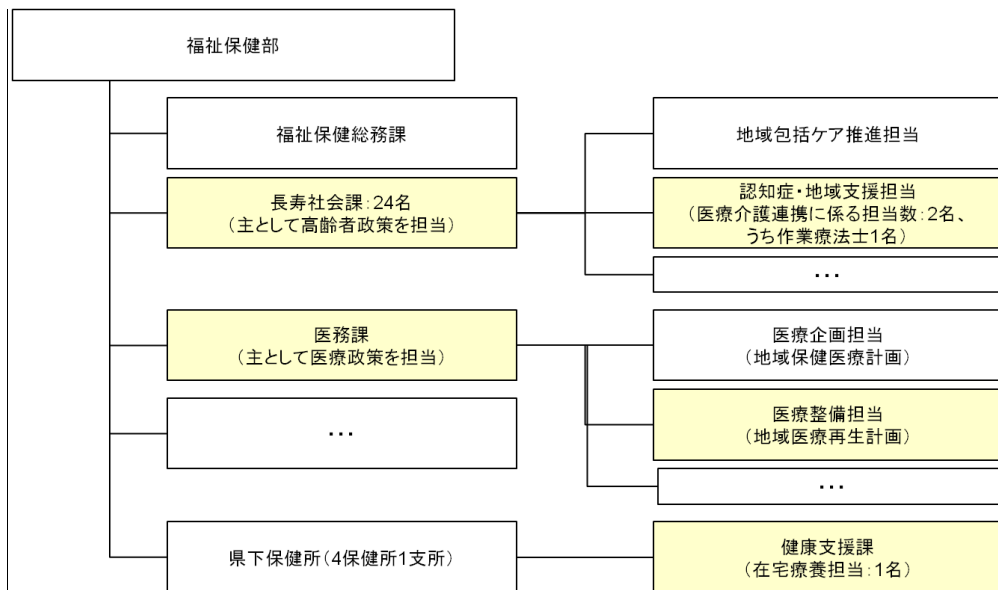 福祉保健部
福祉保健総務課
地域包括ケア推進担当
長寿社会課：24名
（主として高齢者政策を担当）
認知症・地域支援担当
（医療介護連携に係る担当数：2名、
うち作業療法士1名）
…
医務課
（主として医療政策を担当）
医療企画担当
（地域保健医療計画）
…
医療整備担当
（地域医療再生計画）
…
県下保健所（4保健所1支所）
健康支援課
（在宅療養担当：1名）